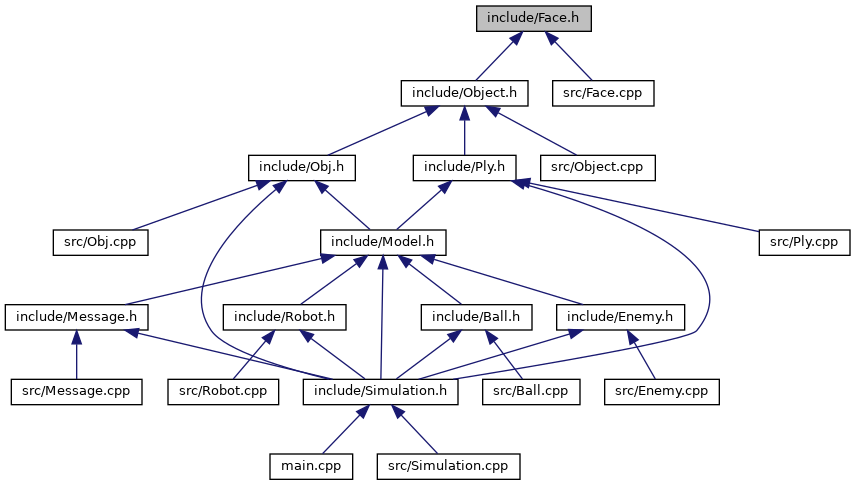 include/Face.h
include/Object.h
src/Face.cpp
include/Obj.h
include/Ply.h
src/Object.cpp
src/Obj.cpp
include/Model.h
src/Ply.cpp
include/Message.h
include/Robot.h
include/Ball.h
include/Enemy.h
src/Message.cpp
src/Robot.cpp
include/Simulation.h
src/Ball.cpp
src/Enemy.cpp
main.cpp
src/Simulation.cpp